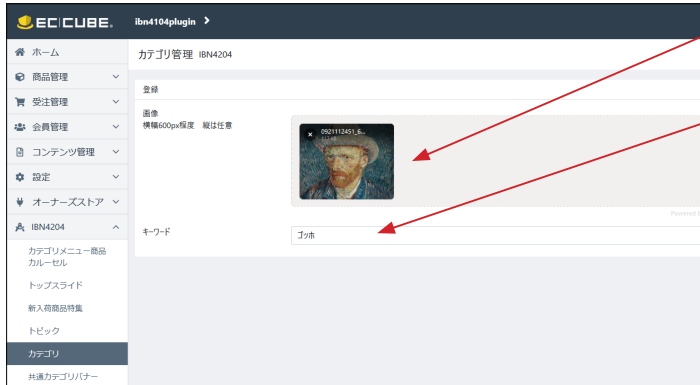 EC CUBE.
ibn4104plugin
ホーム
商品管理
受注管理
会員管理
コンテンツ管理
設定
オーナーズストア
IBN4204
カテゴリメニュー商品
カルーセル
トップスライド
新入荷商品特集
トピック
カテゴリ
共通カテゴリバナー
カテゴリ管理 IBN4204
登録
画像
横幅600px程度 縦は任意
0921112451_6...
Powered b
キーワード
ゴッホ